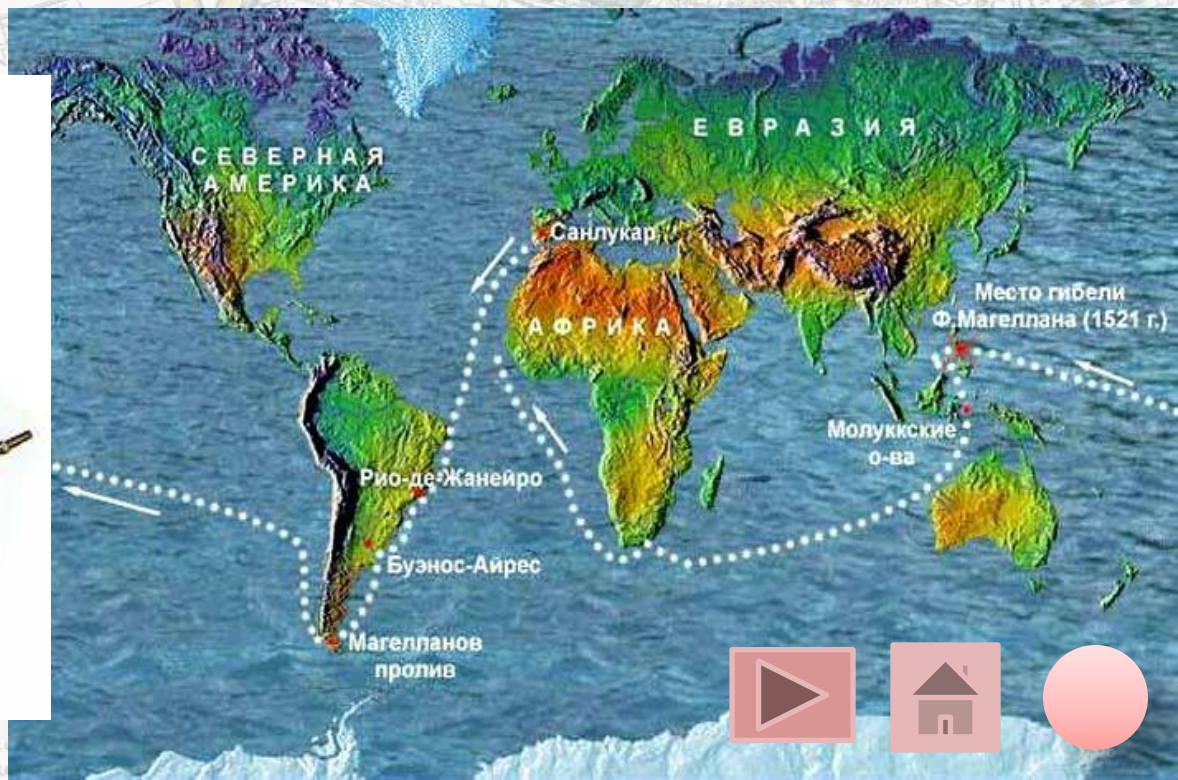 СЕВЕРНАЯ
АМЕРИКА
ЕВРАЗИЯ
Санлукар
АФРИКА
Место гибели
Ф.Магеллана (1521 г.)
Молуккские
о-ва
Рио-де-Жанейро
Буэнос-Айрес
Магелланов
пролив